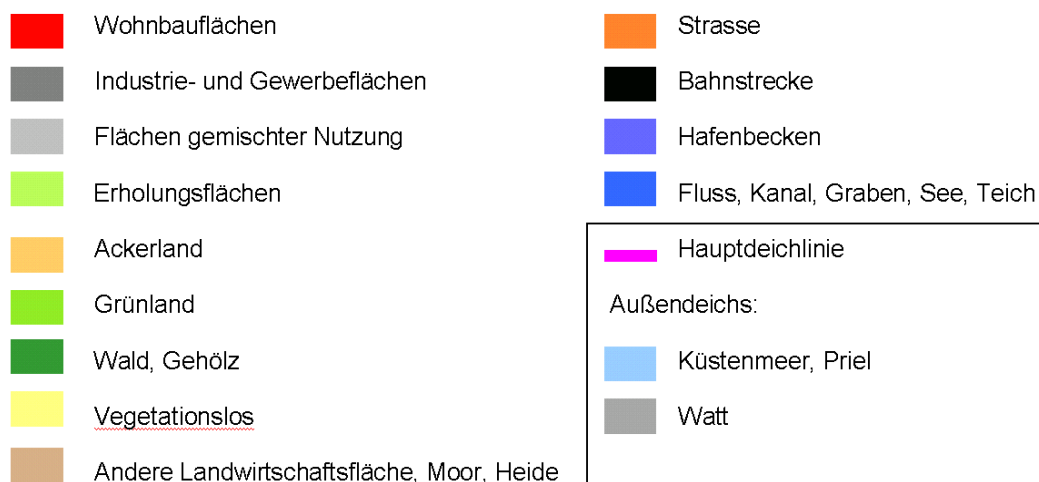 Wohnbauflächen
Industrie- und Gewerbeflächen
Flächen gemischter Nutzung
Erholungsflächen
Ackerland
Grünland
Wald, Gehölz
Vegetationslos
Andere Landwirtschaftsfläche, Moor, Heide
Strasse
Bahnstrecke
Hafenbecken
Fluss, Kanal, Graben, See, Teich
Hauptdeichlinie
Außendeichs:
Küstenmeer, Priel
Watt